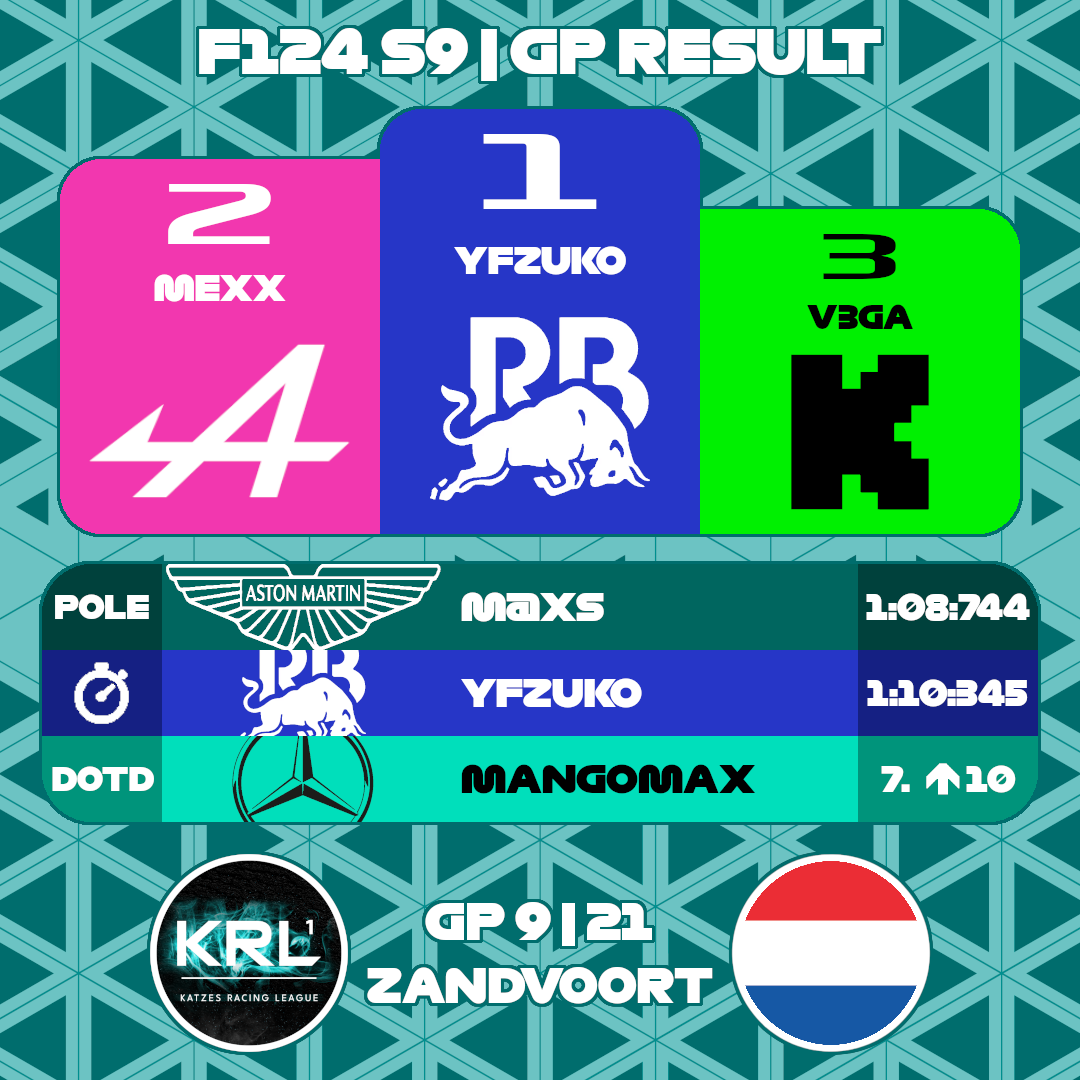 F124 S9 | GP RESULT
1
YFZUKO
RB
2
MEXX
A
3
V3GA
K
POLE
ASTON MARTIN
maxs
1:08:744
RB
YFZUKO
1:10:345
DOTD
MANGOMAX
7. ↑10
KRL1
KATZES RACING LEAGUE
GP 9 | 21
ZANDVOORT